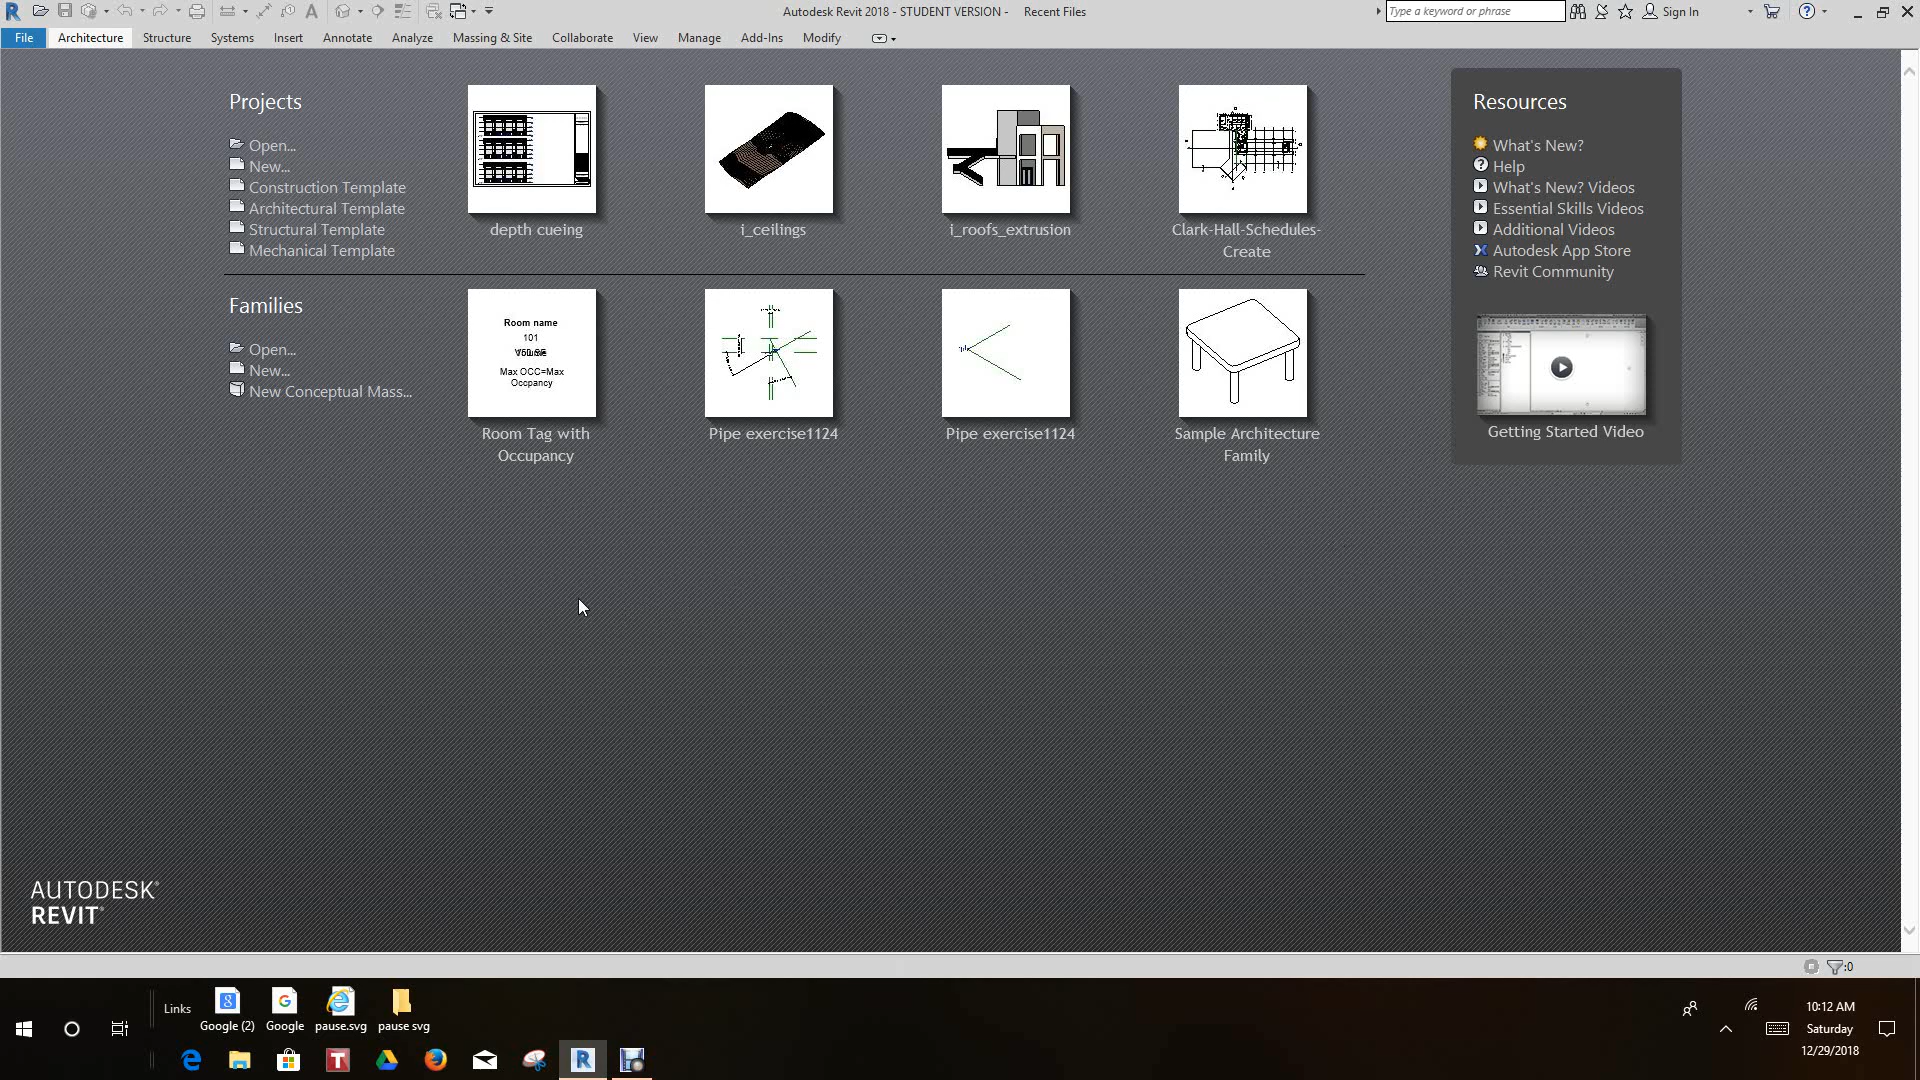 Autodesk Revit 2018 - STUDENT VERSION - Recent Files
Type a keyword or phrase
Sign In
File Architecture Structure Systems Insert Annotate Analyze Massing & Site Collaborate View Manage Add-Ins Modify
Projects
Open...
New...
Construction Template
Architectural Template
Structural Template
Mechanical Template
depth cueing
i_ceilings
i_roofs_extrusion
Clark-Hall-Schedules-
Create
Families
Open...
New...
New Conceptual Mass...
Room name
101
Max OCC=Max
Occpancy
Room Tag with
Occupancy
Pipe exercise1124
Pipe exercise1124
Sample Architecture
Family
Resources
What's New?
Help
What's New? Videos
Essential Skills Videos
Additional Videos
Autodesk App Store
Revit Community
Getting Started Video
AUTODESK®
REVIT®
:0
Links
Google (2)
Google
pause.svg
pause svg
10:12 AM
Saturday
12/29/2018